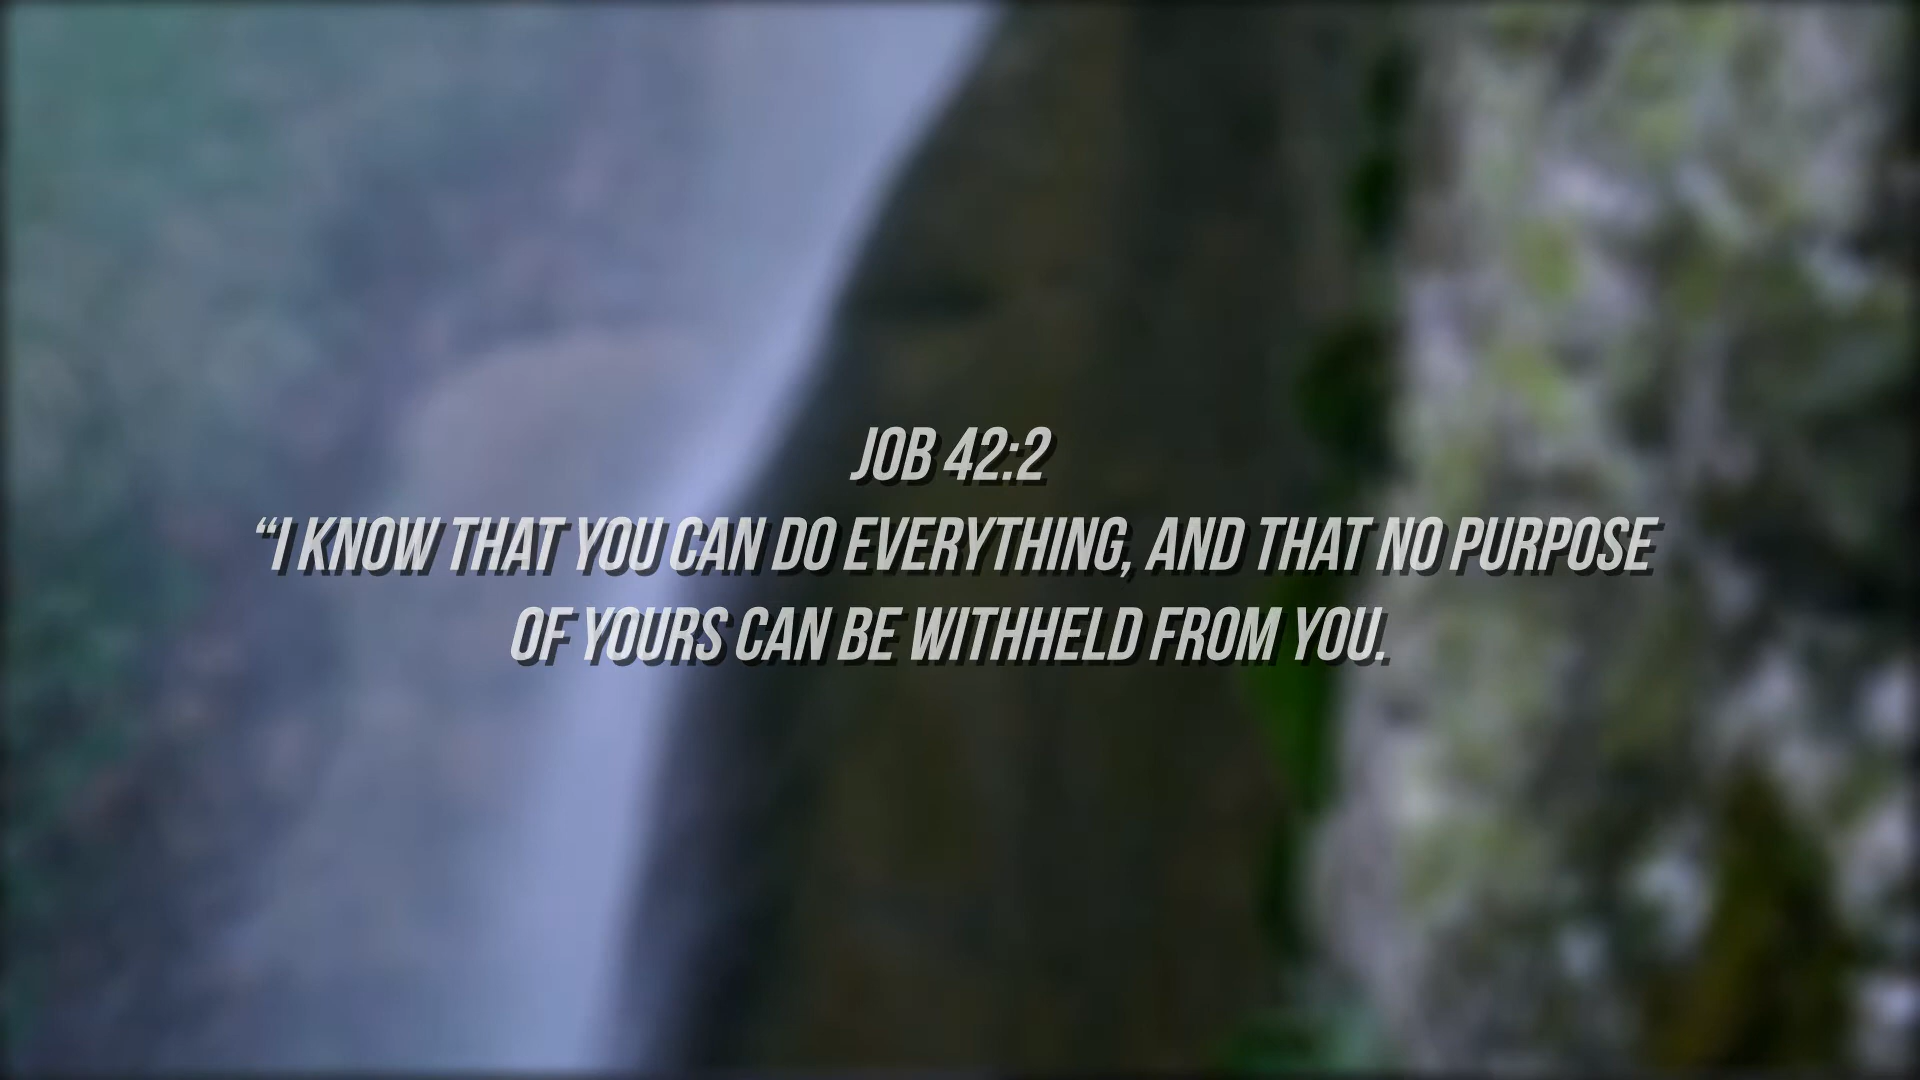 JOB 42:2
“I KNOW THAT YOU CAN DO EVERYTHING, AND THAT NO PURPOSE
OF YOURS CAN BE WITHHELD FROM YOU.